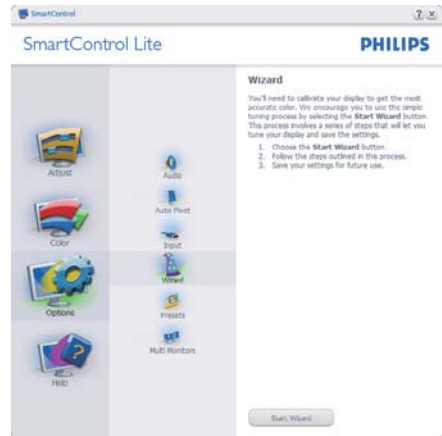 SmartControl
SmartControl Lite
PHILIPS
Adjust
Color
Options
Help
Audio
Auto Pivot
Input
Wizard
Presets
Multi Monitors
Wizard
You'll need to calibrate your display to get the most
accurate color. We encourage you to use the simple
tuning process by selecting the Start Wizard button.
This process involves a series of steps that will let you
tune your display and save the settings.
1. Choose the Start Wizard button.
2. Follow the steps outlined in this process.
3. Save your settings for future use.
Start Wizard